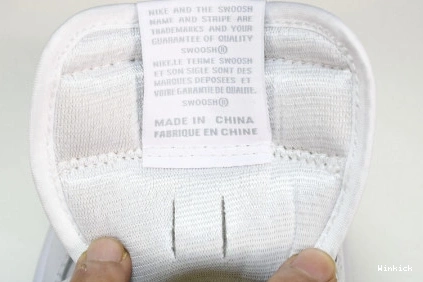 NIKE AND THE SWOOSH
NAME AND STRIPE ARE
TRADEMARKS AND YOUR
GUARANTEE OF QUALITY
SWOOSH®
NIKE,LE TERME SWOOSH
ET SON SIGLE SONT DES
MARQUES DEPOSÉES ET
VOTRE GARANTIE DE QUALITE.
SWOOSH®
MADE IN CHINA
FABRIQUE EN CHINE
Winkick